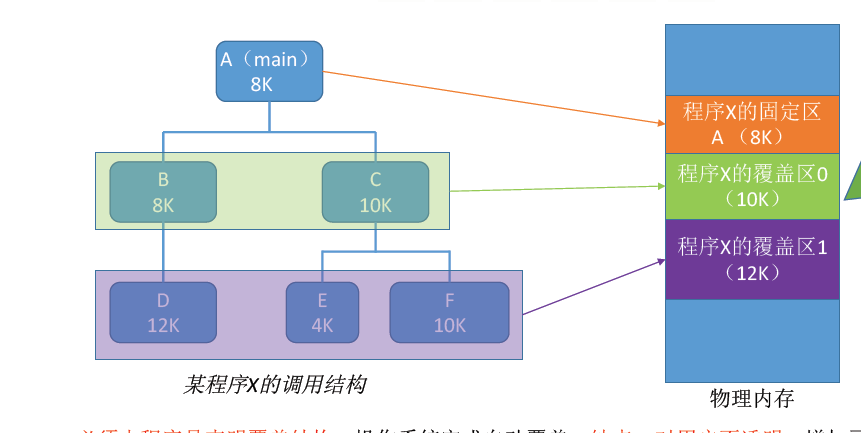 A（main）
8K
B
8K
C
10K
D
12K
E
4K
F
10K
某程序X的调用结构
程序X的固定区
A （8K）
程序X的覆盖区0
（10K）
程序X的覆盖区1
（12K）
物理内存